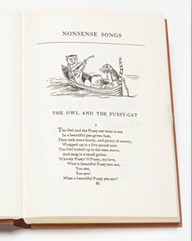 NONSENSE SONGS
THE OWL AND THE PUSSY-CAT
I
The Owl and the Pussy-cat went to sea
In a beautiful pea-green boat,
They took some honey, and plenty of money,
Wrapped up in a five-pound note.
The Owl looked up to the stars above,
And sang to a small guitar,
"O lovely Pussy! O Pussy, my love,
What a beautiful Pussy you are,
You are,
You are!
What a beautiful Pussy you are!"